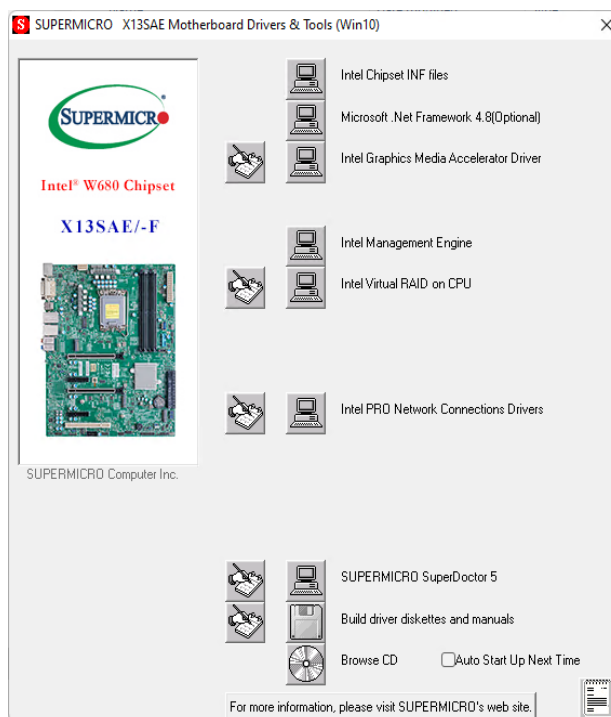 SUPERMICRO X13SAE Motherboard Drivers & Tools (Win10)
SUPERMICR
Intel® W680 Chipset
X13SAE/-F
SUPERMICRO Computer Inc.
Intel Chipset INF files
Microsoft .Net Framework 4.8(Optional)
Intel Graphics Media Accelerator Driver
Intel Management Engine
Intel Virtual RAID on CPU
Intel PRO Network Connections Drivers
SUPERMICRO SuperDoctor 5
Build driver diskettes and manuals
Browse CD Auto Start Up Next Time
For more information, please visit SUPERMICRO's web site.